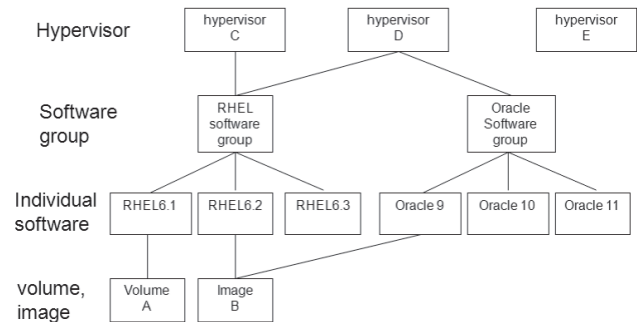 Hypervisor
hypervisor
C
hypervisor
D
hypervisor
E
Software
group
RHEL
software
group
Oracle
Software
group
Individual
software
RHEL6.1
RHEL6.2
RHEL6.3
Oracle 9
Oracle 10
Oracle 11
volume,
image
Volume
A
Image
B